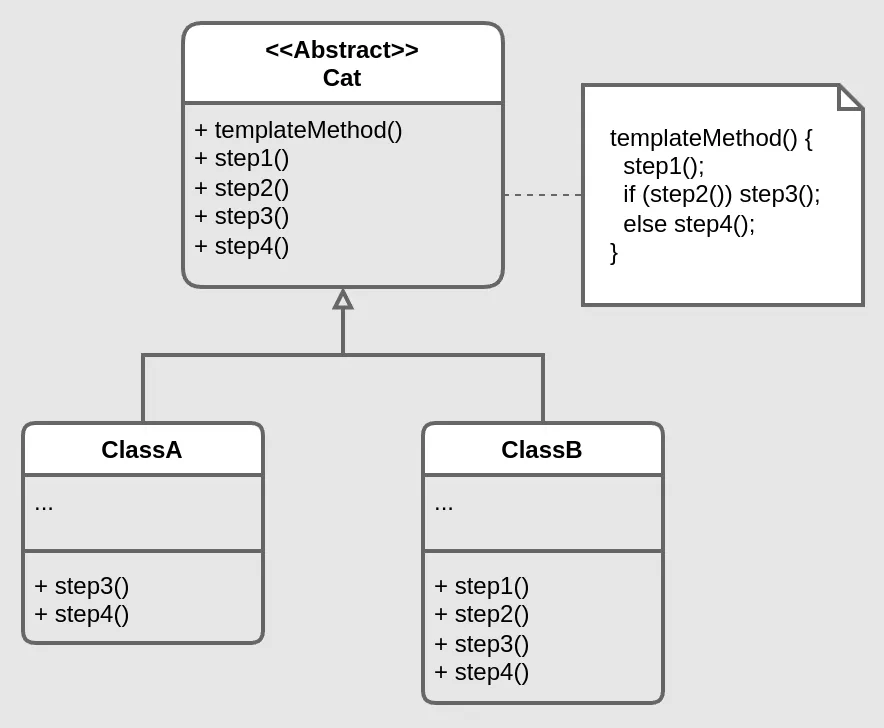 <<Abstract>>
Cat
+ templateMethod()
+ step1()
+ step2()
+ step3()
+ step4()
templateMethod() {
step1();
if (step2()) step3();
else step4();
}
ClassA
...
+ step3()
+ step4()
ClassB
...
+ step1()
+ step2()
+ step3()
+ step4()